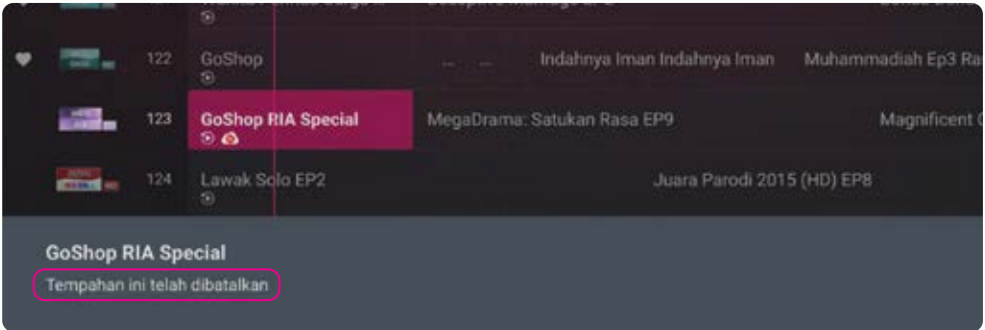 122 GoShop ... ... Indahnya Iman Indahnya Iman Muhammadiah Ep3 Ra
123 GoShop RIA Special MegaDrama: Satukan Rasa EP9 Magnificent
124 Lawak Solo EP2 Juara Parodi 2015 (HD) EP8
GoShop RIA Special
Tempahan ini telah dibatalkan